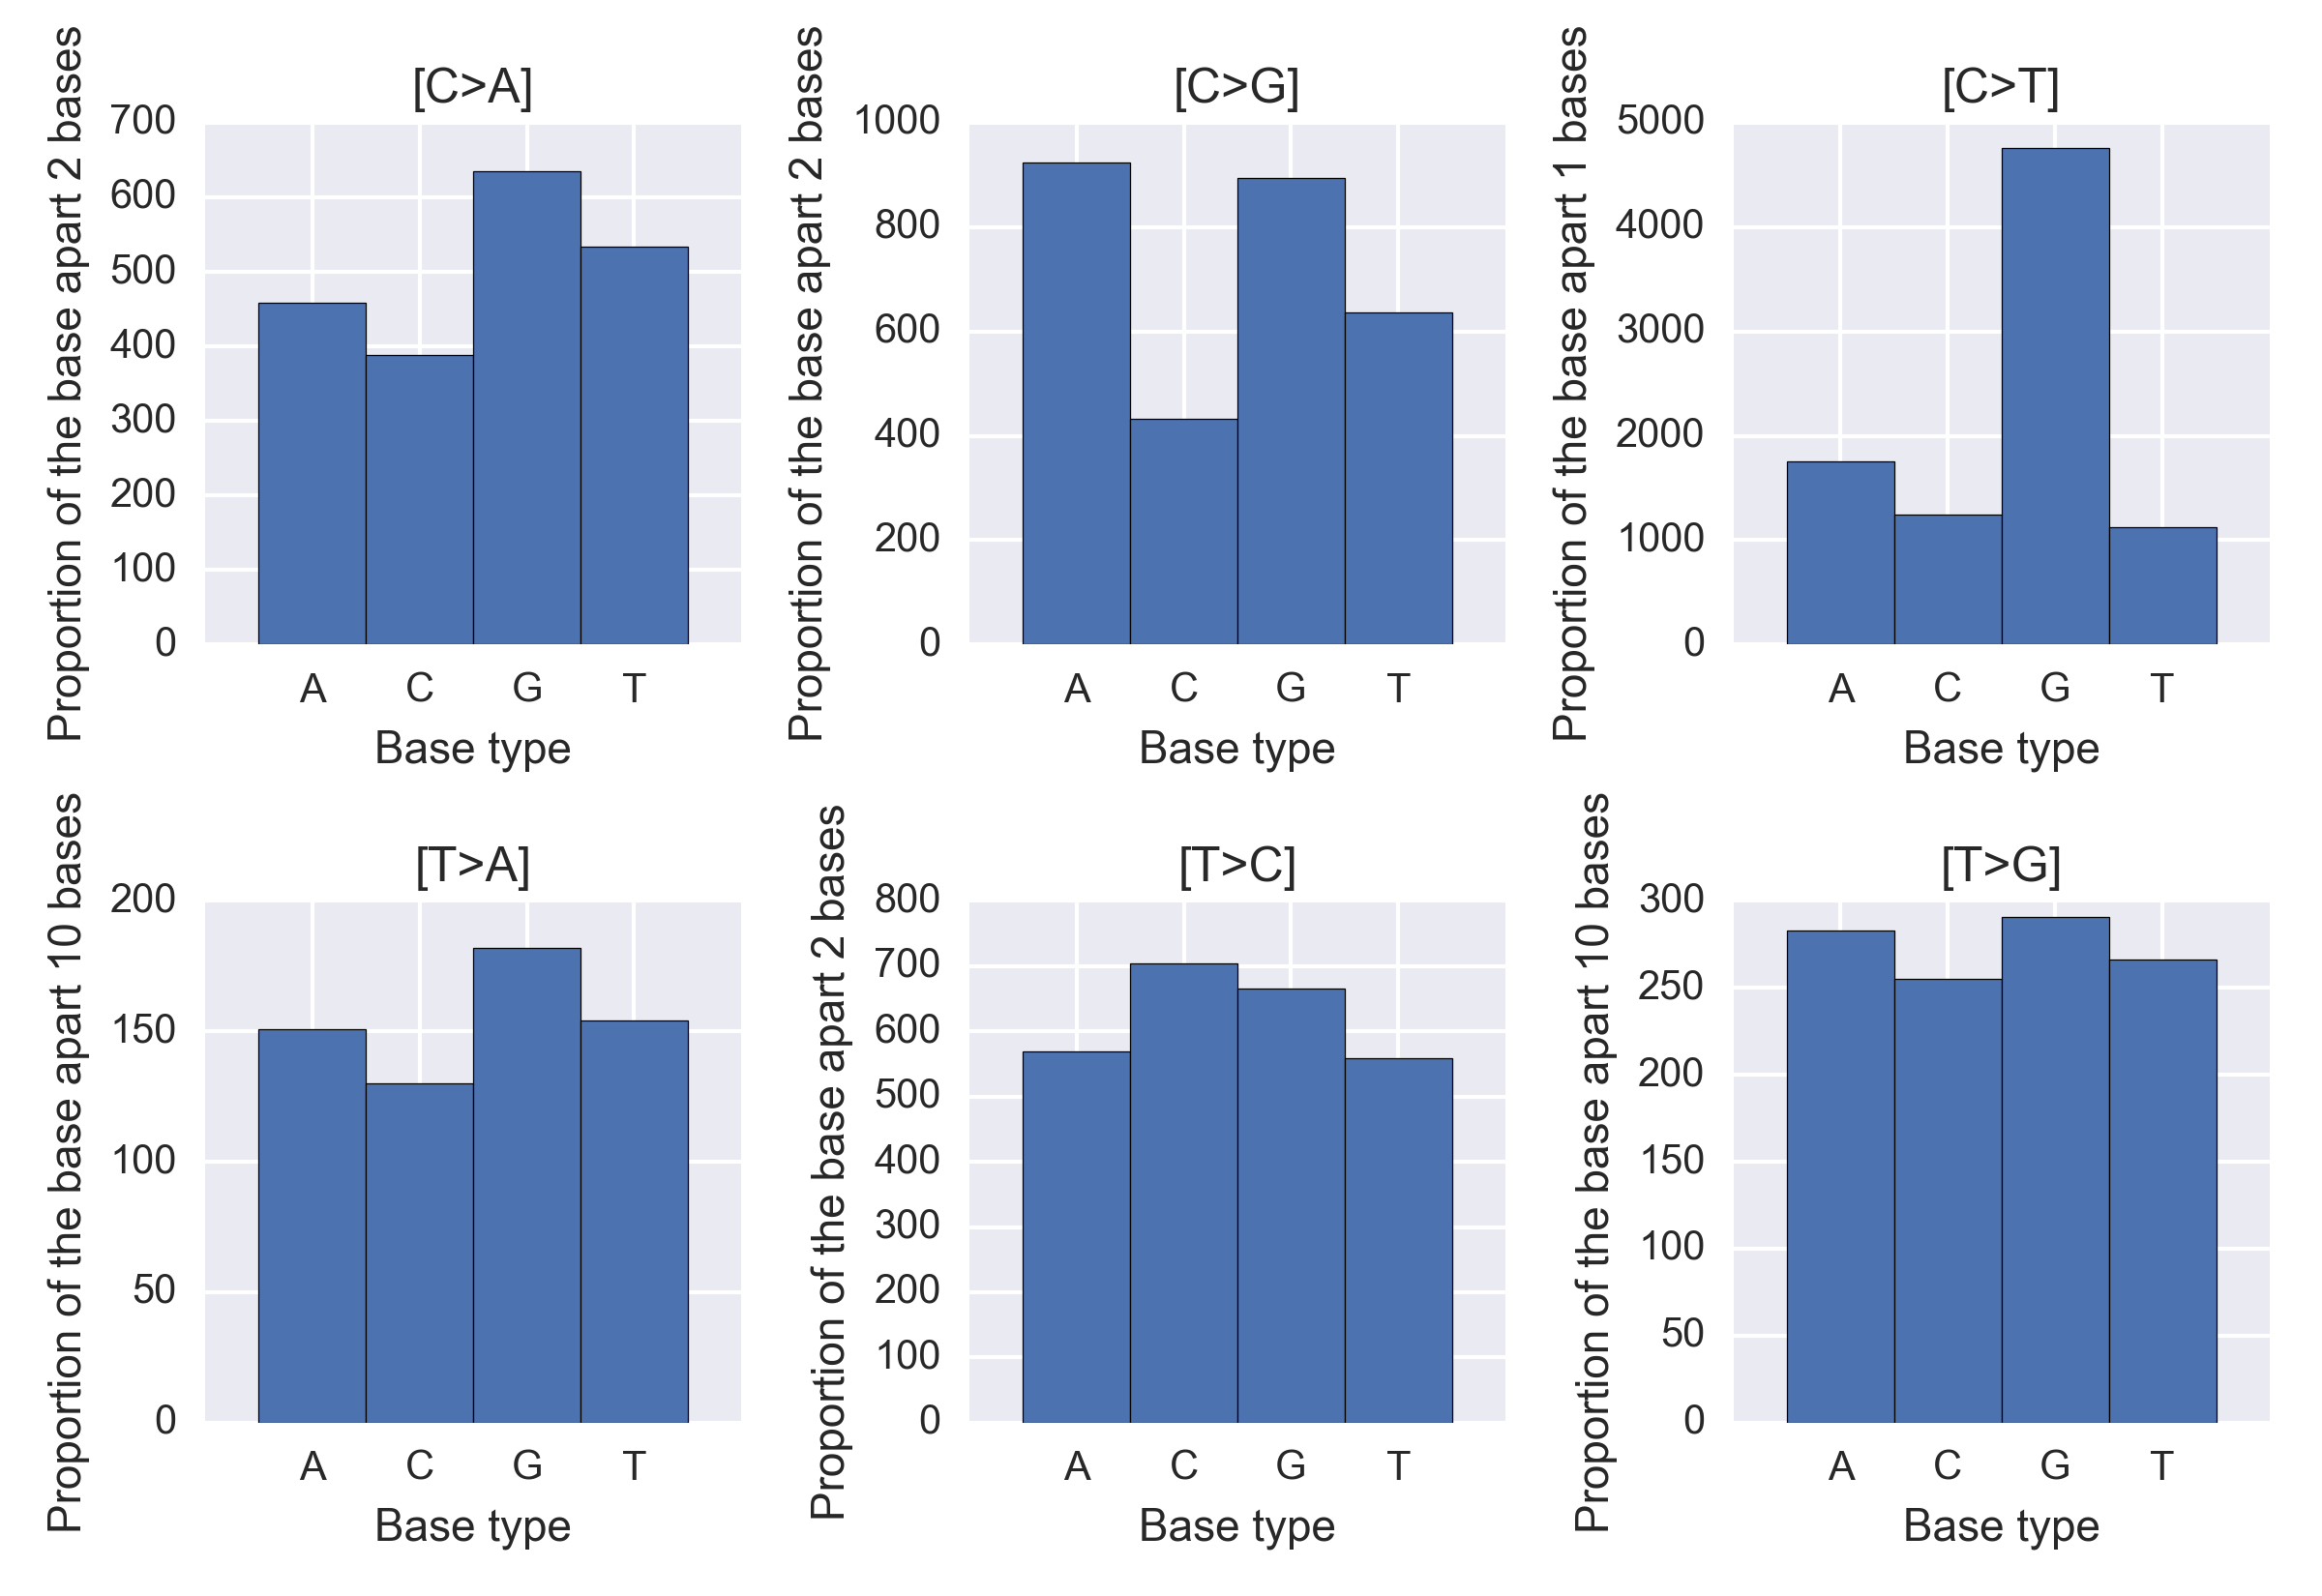 [C>A]
Proportion of the base apart 2 bases
700
600
500
400
300
200
100
0
A C G T
Base type
[C>G]
Proportion of the base apart 2 bases
1000
800
600
400
200
0
A C G T
Base type
[C>T]
Proportion of the base apart 1 bases
5000
4000
3000
2000
1000
0
A C G T
Base type
[T>A]
Proportion of the base apart 10 bases
200
150
100
50
0
A C G T
Base type
[T>C]
Proportion of the base apart 2 bases
800
700
600
500
400
300
200
100
0
A C G T
Base type
[T>G]
Proportion of the base apart 10 bases
300
250
200
150
100
50
0
A C G T
Base type